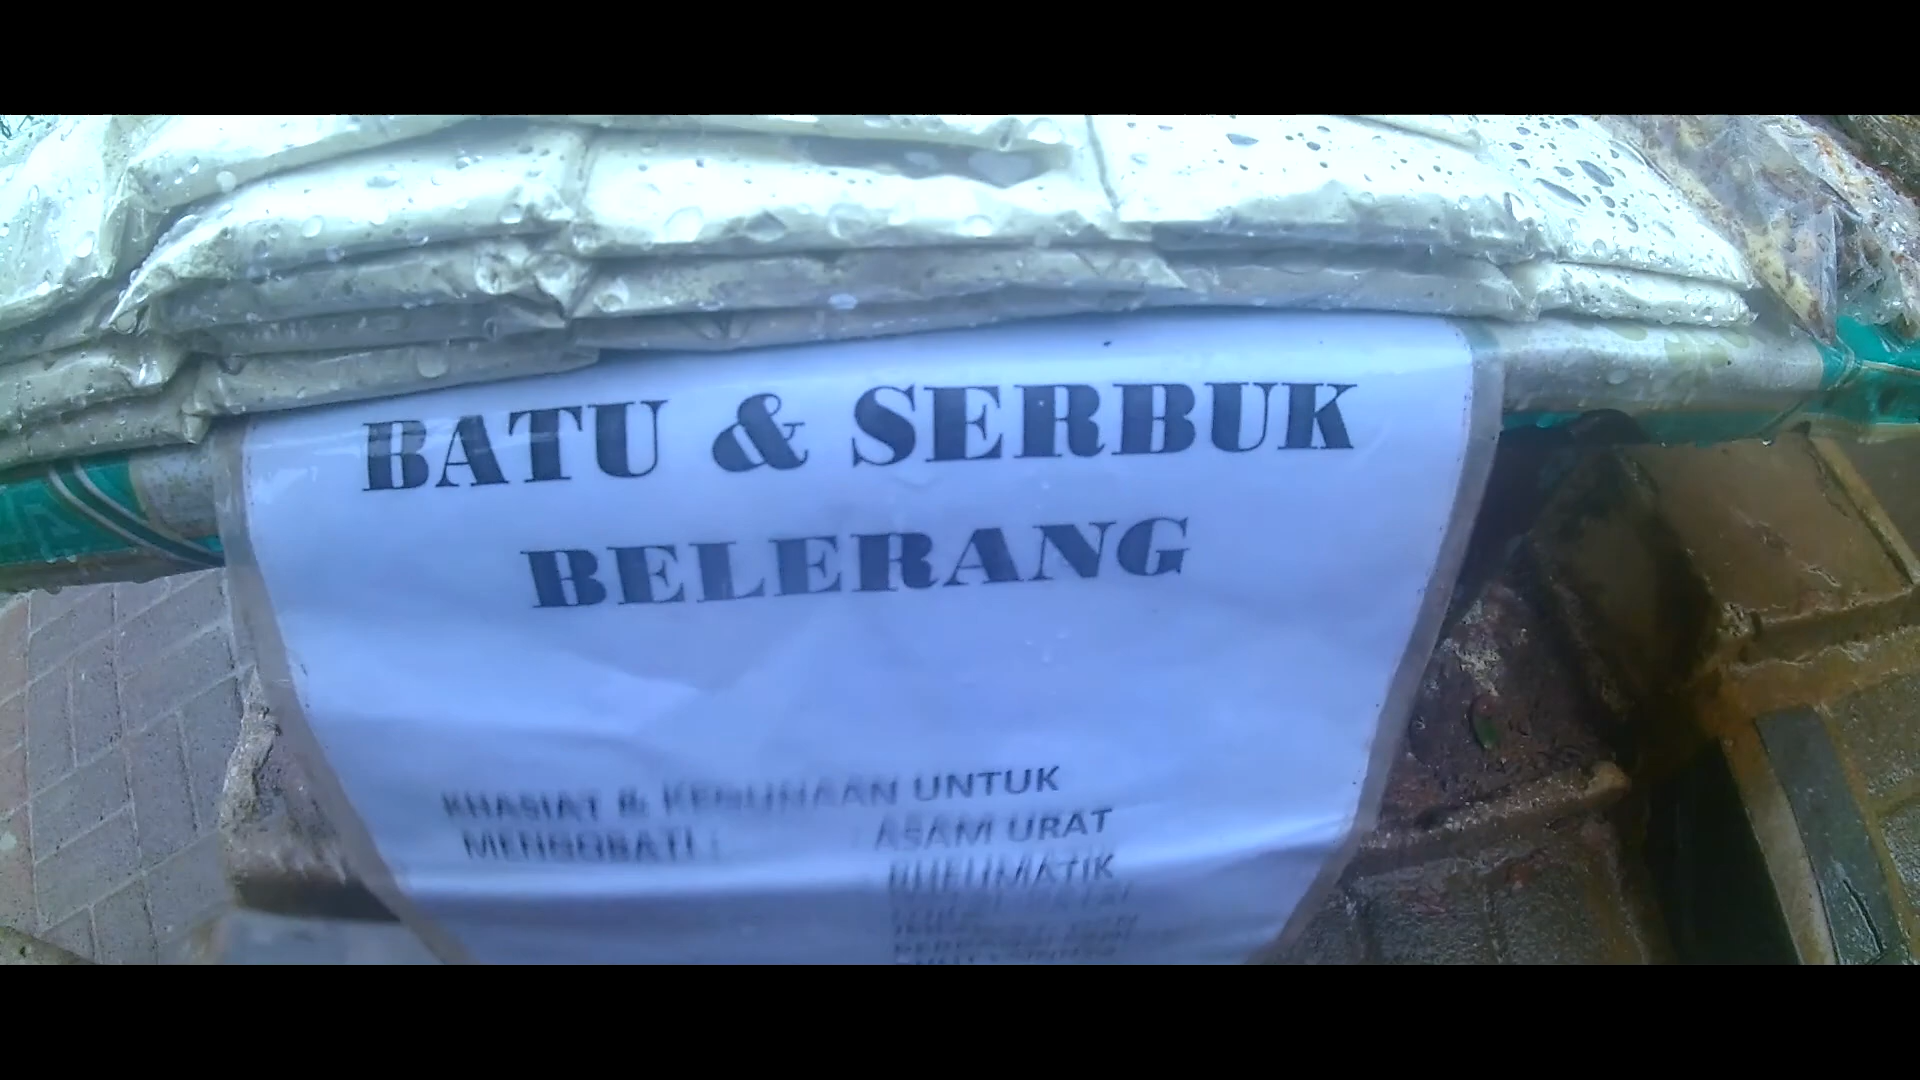 BATU & SERBUK
BELERANG
KHASIAT & KEGUNAAN UNTUK
MENGOBATI : ASAM URAT
RHEUMATIK